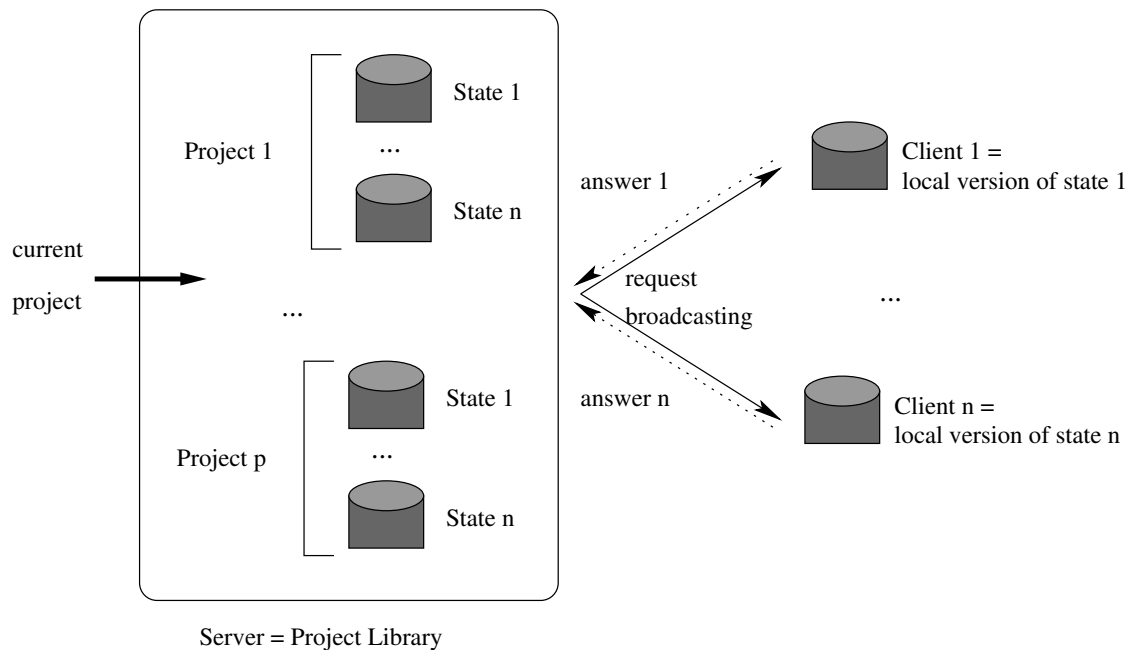 State 1
Project 1
...
State n
current
project
...
State 1
Project p
...
State n
Server = Project Library
answer 1
request
broadcasting
answer n
Client 1 =
local version of state 1
...
Client n =
local version of state n